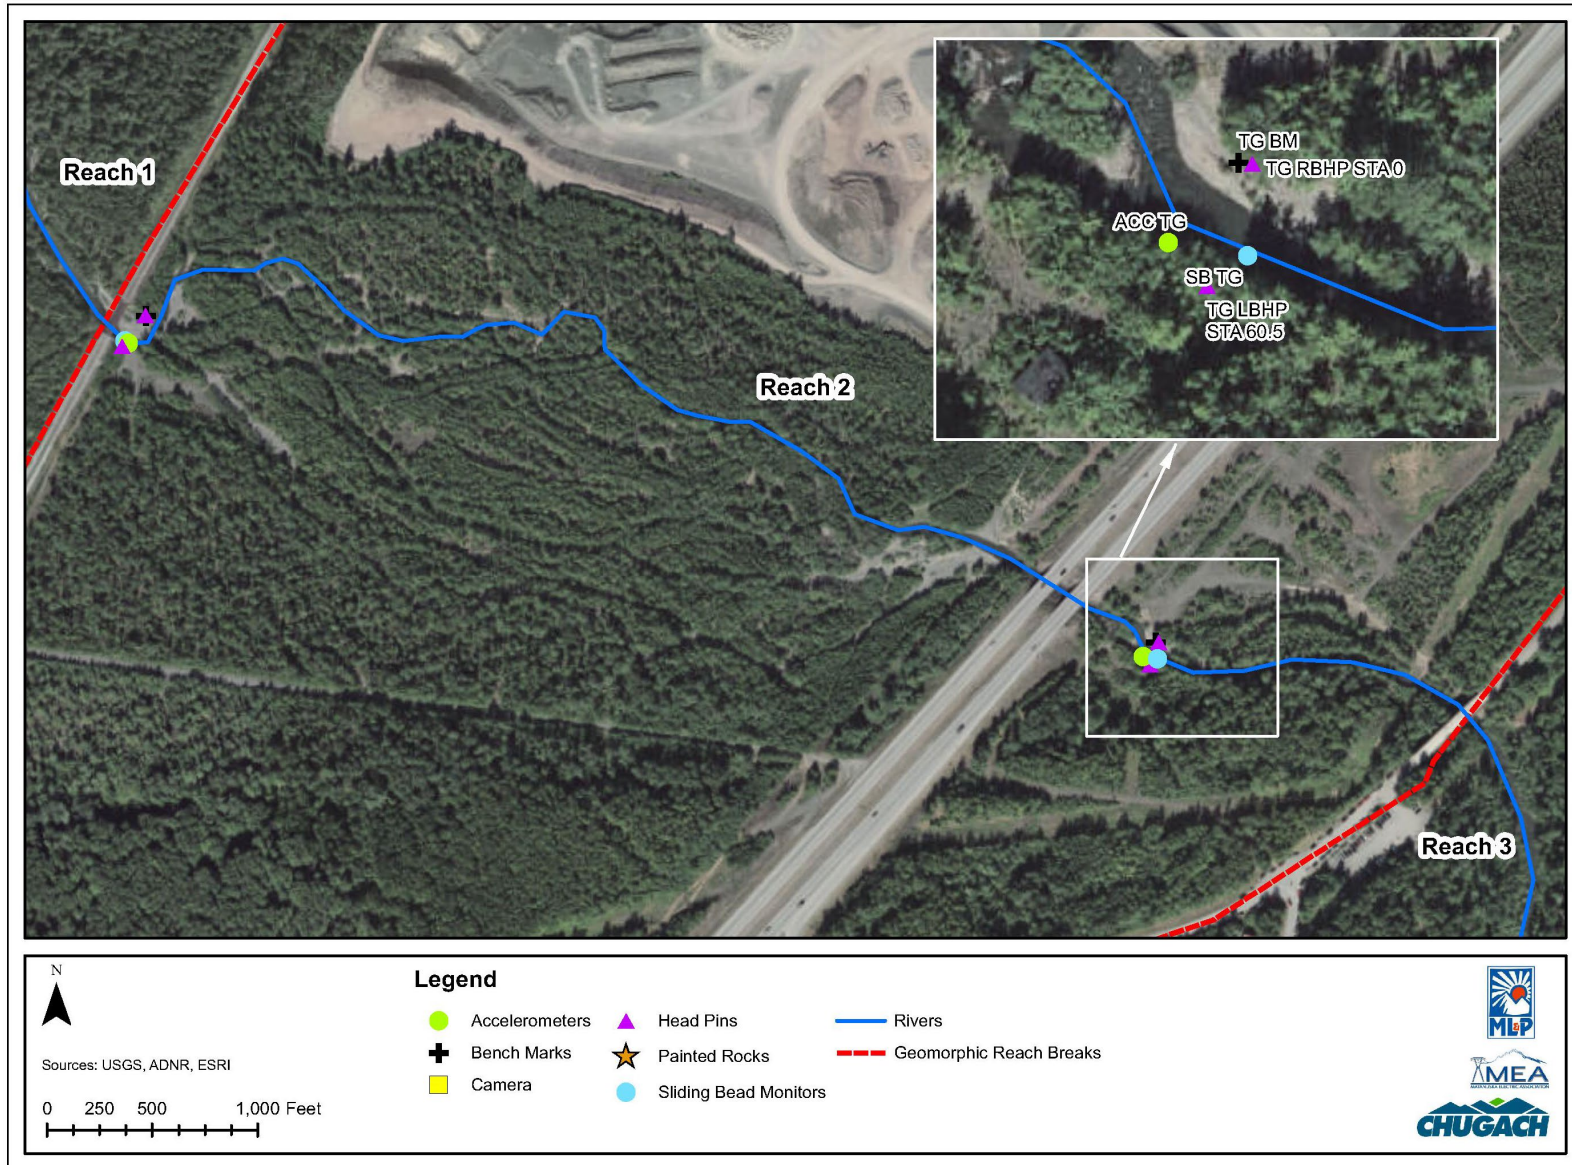 Reach 1
Reach 2
Reach 3
TG BM
TG RBHP STA 0
ACC TG
SB TG
TG LBHP
STA 60.5
N
Sources: USGS, ADNR, ESRI
0 250 500 1,000 Feet
Legend
Accelerometers
Bench Marks
Camera
Head Pins
Painted Rocks
Sliding Bead Monitors
Rivers
Geomorphic Reach Breaks
ML&P
MEA
CHUGACH